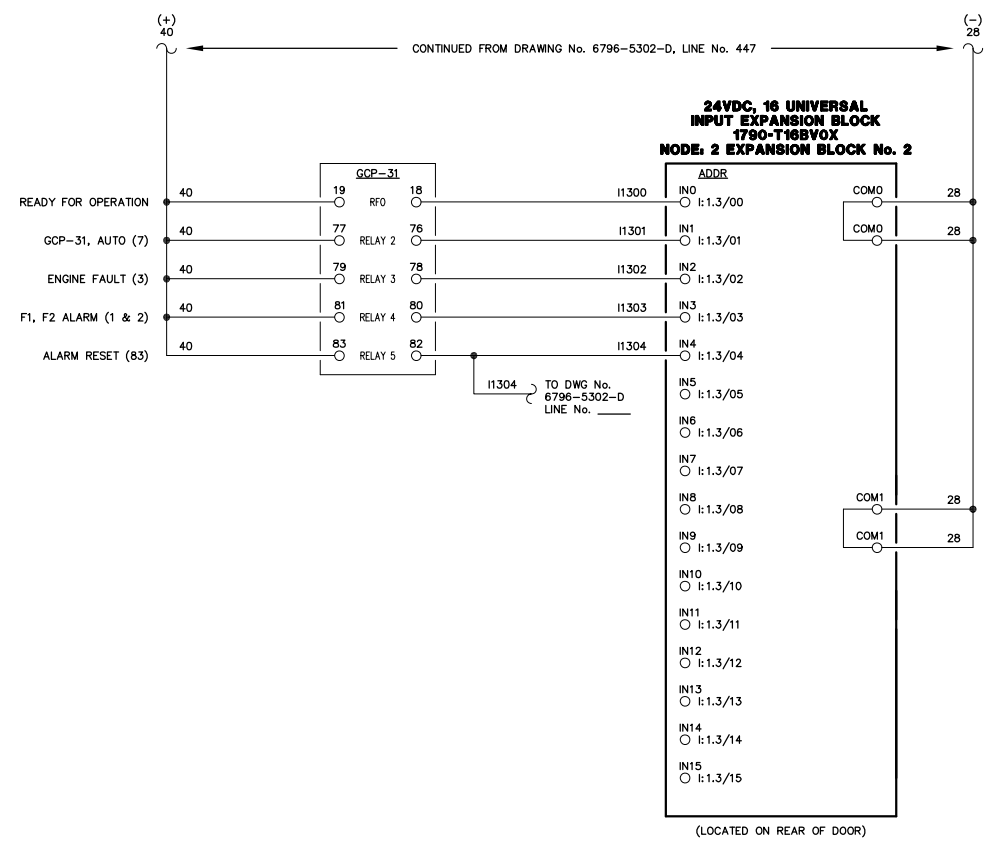 (+) (−)
40 28
CONTINUED FROM DRAWING No. 6796−5302−D, LINE No. 447
24VDC, 16 UNIVERSAL
INPUT EXPANSION BLOCK
1790-T16BV0X
NODE: 2 EXPANSION BLOCK No. 2
GCP−31 ADDR
READY FOR OPERATION 40 19 RFO 18 I1300 IN0 I:1.3/00 COM0 28
GCP−31, AUTO (7) 40 77 RELAY 2 76 I1301 IN1 I:1.3/01 COM0 28
ENGINE FAULT (3) 40 79 RELAY 3 78 I1302 IN2 I:1.3/02
F1, F2 ALARM (1 & 2) 40 81 RELAY 4 80 I1303 IN3 I:1.3/03
ALARM RESET (83) 40 83 RELAY 5 82 I1304 IN4 I:1.3/04
I1304 TO DWG No.
6796−5302−D
LINE No. _____
IN5
I:1.3/05
IN6
I:1.3/06
IN7
I:1.3/07
IN8 COM1 28
I:1.3/08
IN9 COM1 28
I:1.3/09
IN10
I:1.3/10
IN11
I:1.3/11
IN12
I:1.3/12
IN13
I:1.3/13
IN14
I:1.3/14
IN15
I:1.3/15
(LOCATED ON REAR OF DOOR)